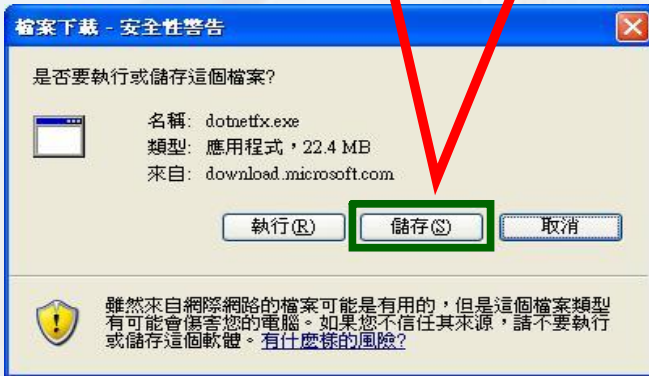 檔案下載 - 安全性警告
是否要執行或儲存這個檔案?
名稱: dotnetfx.exe
類型: 應用程式，22.4 MB
來自: download.microsoft.com
執行(R) 儲存(S) 取消
雖然來自網際網路的檔案可能是有用的，但是這個檔案類型
有可能會傷害您的電腦。如果您不信任其來源，請不要執行
或儲存這個軟體。有什麼樣的風險?